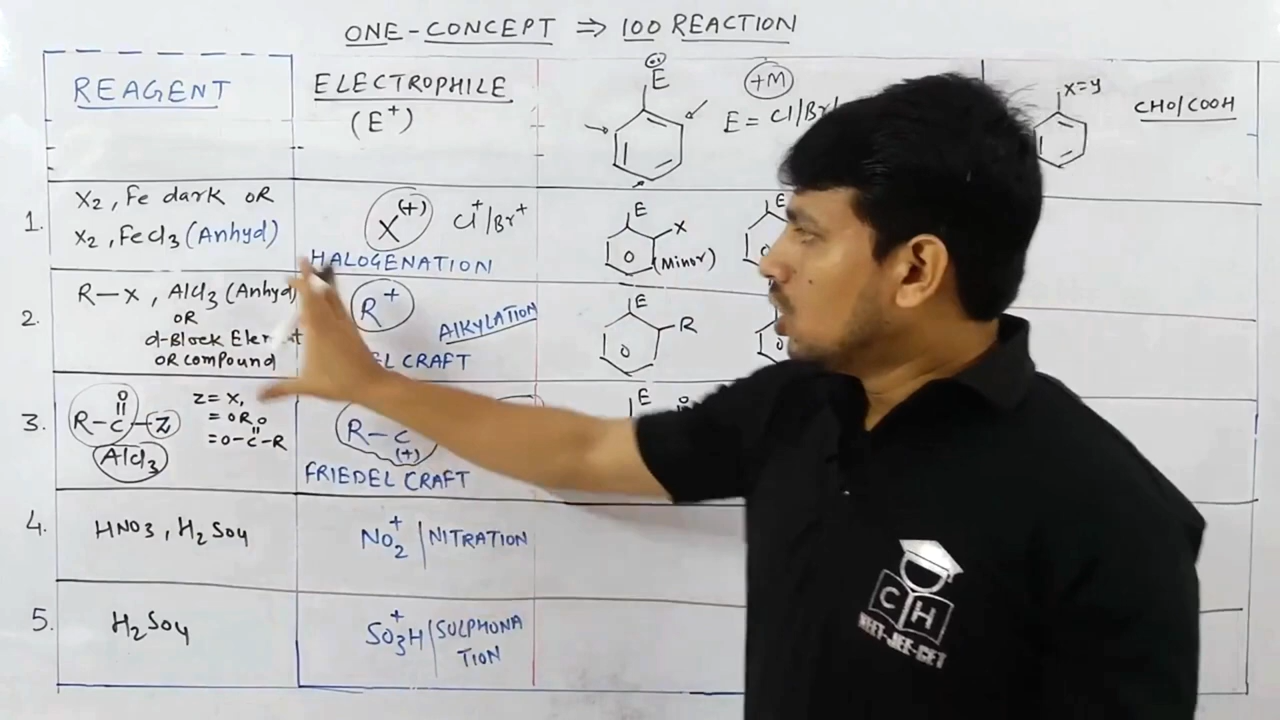 ONE-CONCEPT ⇒ 100 REACTION
REAGENT
ELECTROPHILE
(E⁺)
E
+M
E = Cl/Br
X=Y
CHO/COOH
1.
X₂, Fe dark OR
X₂, FeCl₃ (Anhyd)
X(+)
Cl⁺/Br⁺
HALOGENATION
E
X
(Minor)
E
2.
R-X, AlCl₃ (Anhyd)
OR
d-Block
OR compound
R⁺
AlKYLATION
CRAFT
E
R
3.
O
R-C-Z
AlCl₃
Z= X,
= OR
O
=O-C-R
R-C
(+)
FRIEDEL CRAFT
E
4.
HNO₃, H₂SO₄
NO₂⁺ / NITRATION
5.
H₂SO₄
SO₃H⁺ / SULPHONA
TION
CH
NEET-JEE-CET